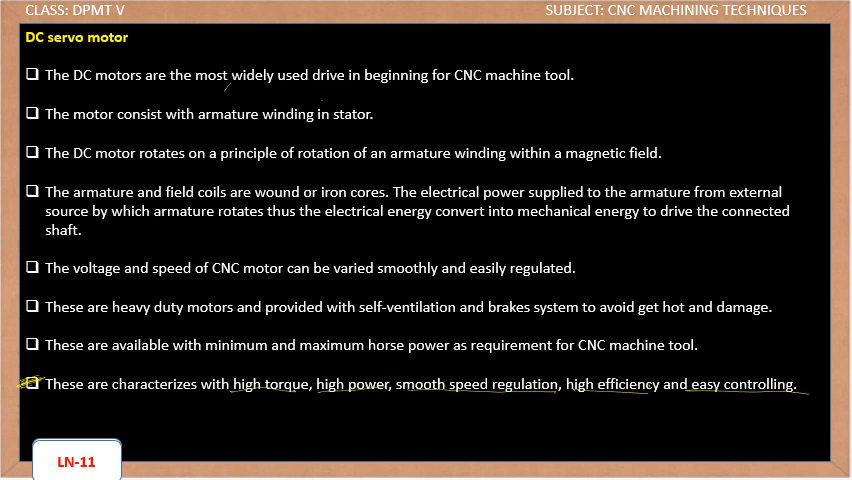 CLASS: DPMT V
SUBJECT: CNC MACHINING TECHNIQUES
DC servo motor
❑ The DC motors are the most widely used drive in beginning for CNC machine tool.
❑ The motor consist with armature winding in stator.
❑ The DC motor rotates on a principle of rotation of an armature winding within a magnetic field.
❑ The armature and field coils are wound or iron cores. The electrical power supplied to the armature from external
source by which armature rotates thus the electrical energy convert into mechanical energy to drive the connected
shaft.
❑ The voltage and speed of CNC motor can be varied smoothly and easily regulated.
❑ These are heavy duty motors and provided with self-ventilation and brakes system to avoid get hot and damage.
❑ These are available with minimum and maximum horse power as requirement for CNC machine tool.
❑ These are characterizes with high torque, high power, smooth speed regulation, high efficiency and easy controlling.
LN-11